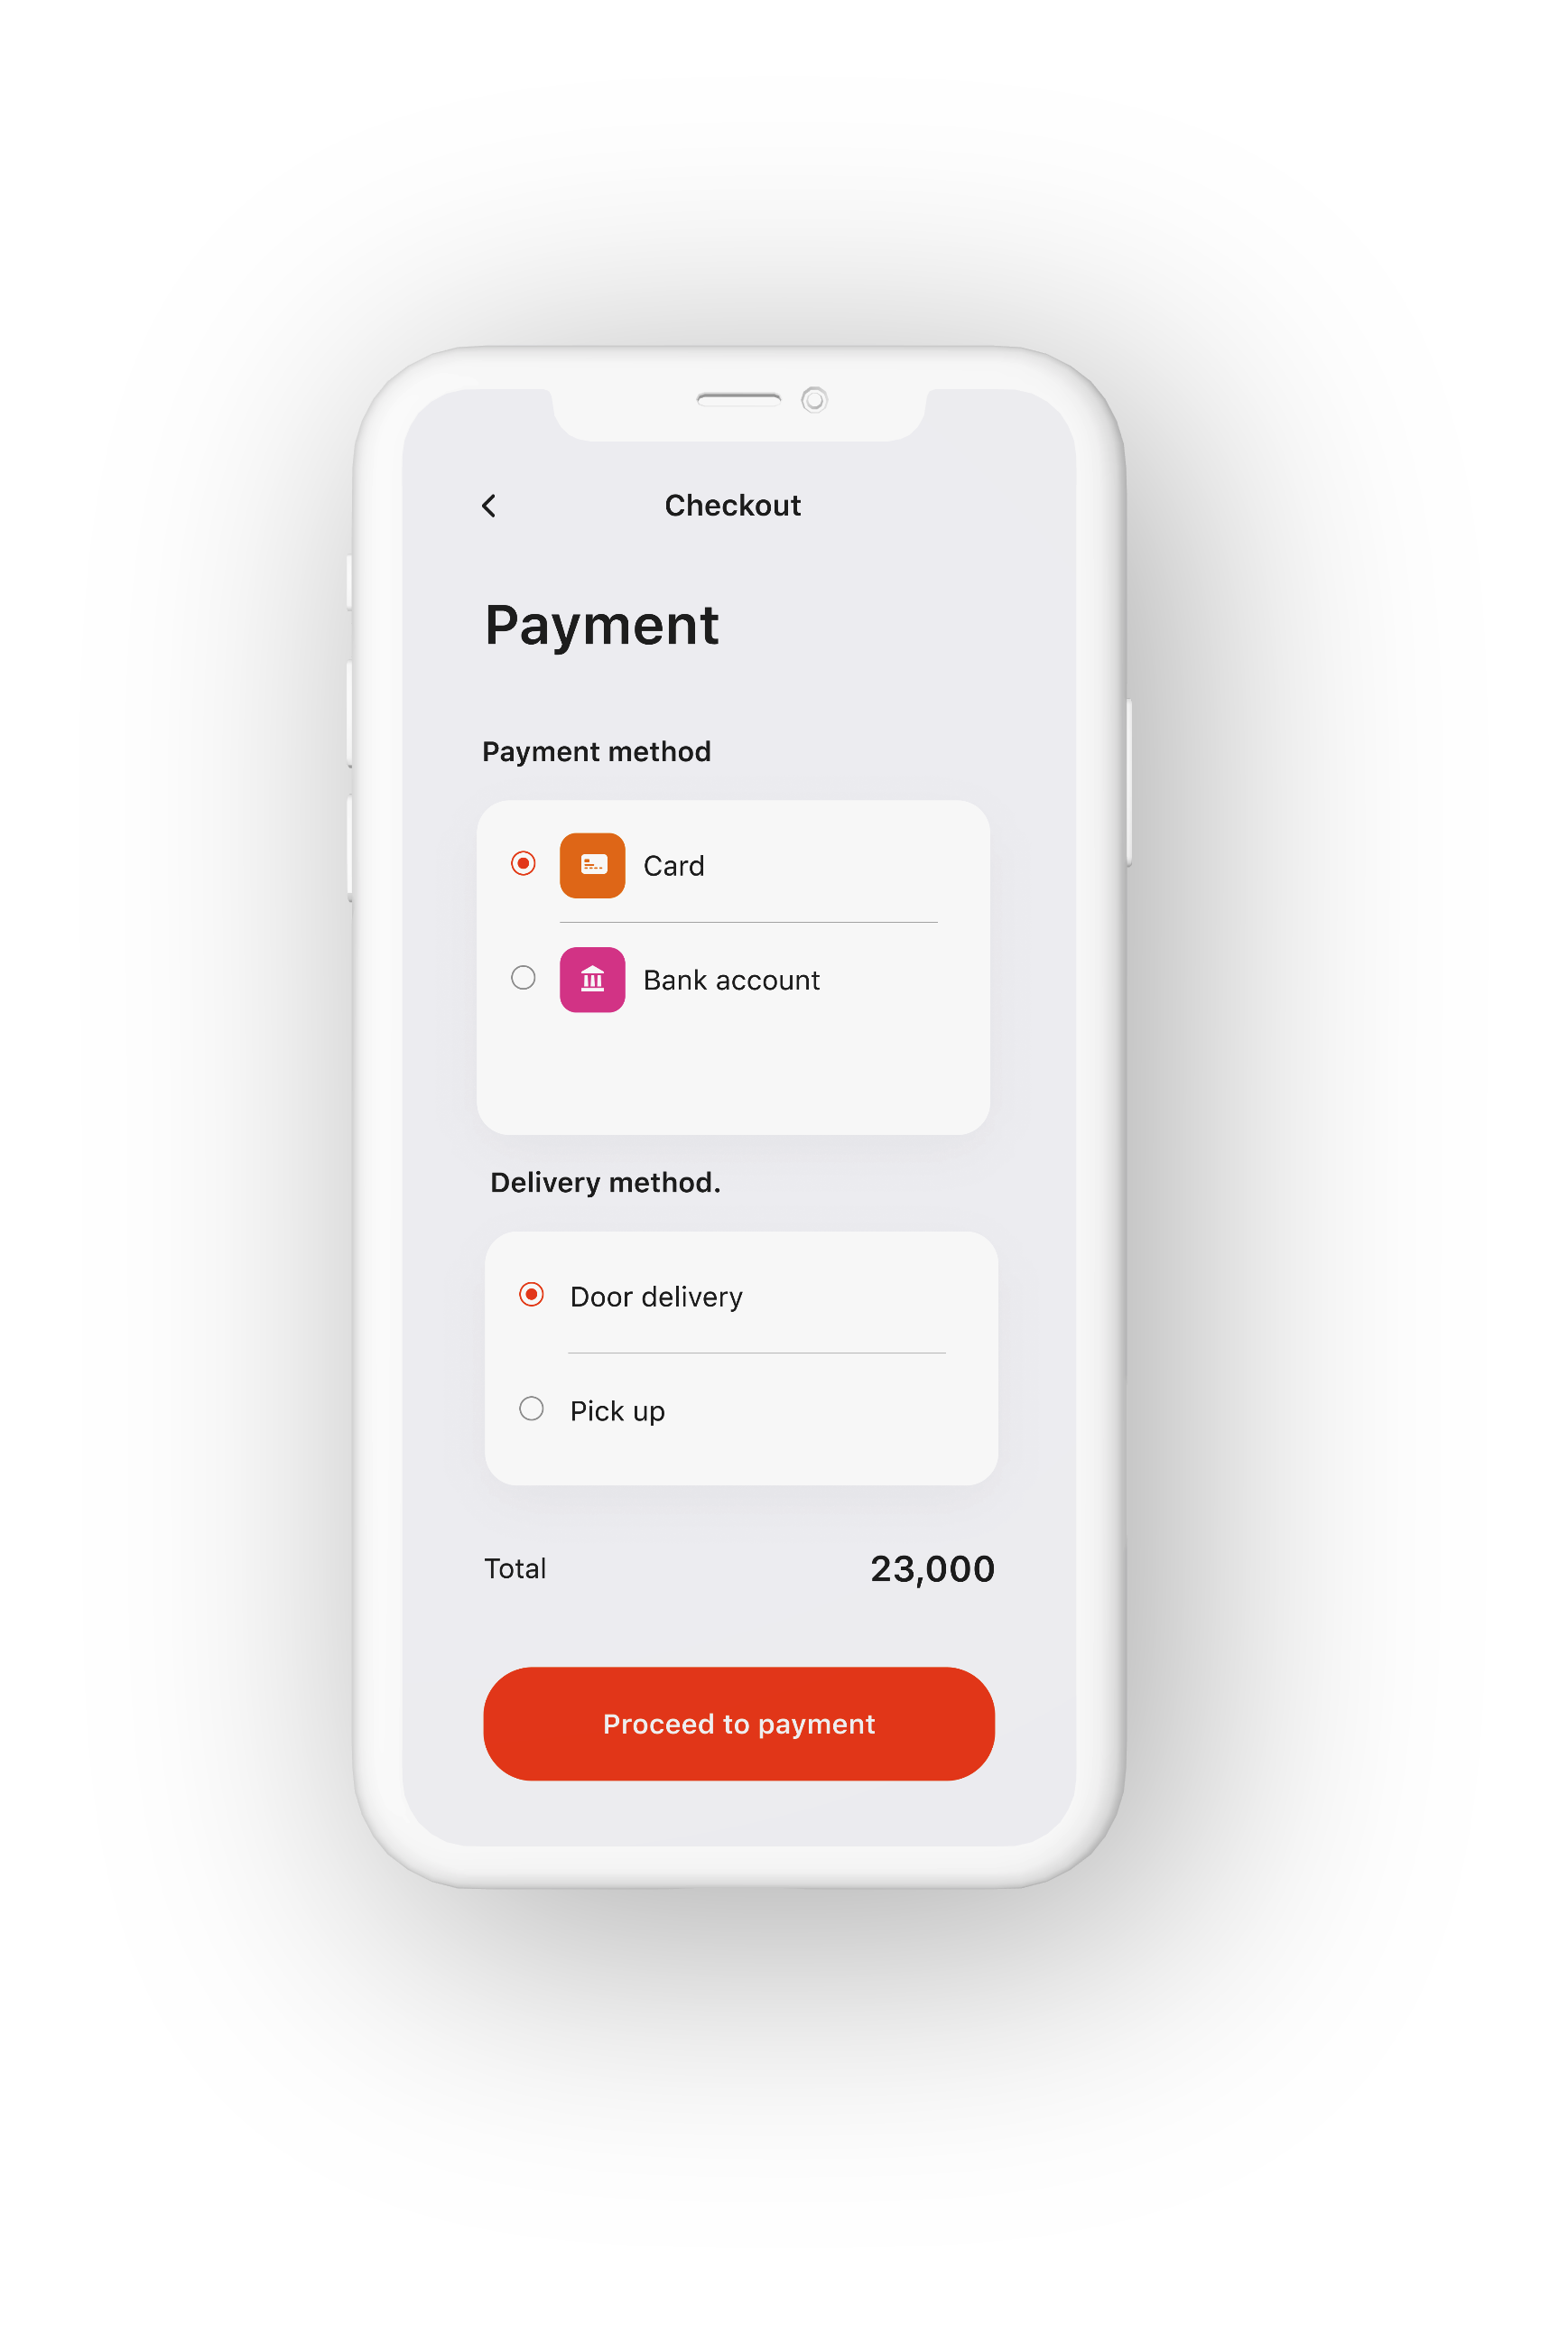 Checkout
Payment
Payment method
Card
Bank account
Delivery method.
Door delivery
Pick up
Total 23,000
Proceed to payment